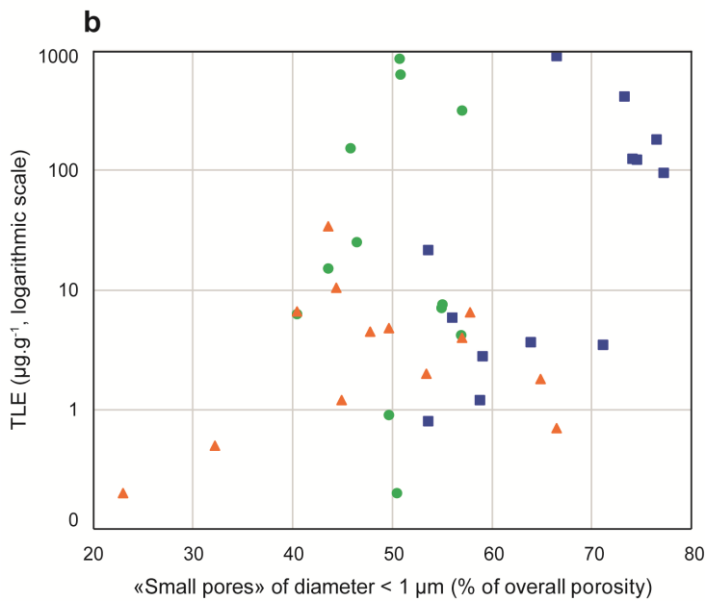 b
1000
100
10
1
0
TLE (µg.g-1, logarithmic scale)
20 30 40 50 60 70 80
«Small pores» of diameter < 1 µm (% of overall porosity)